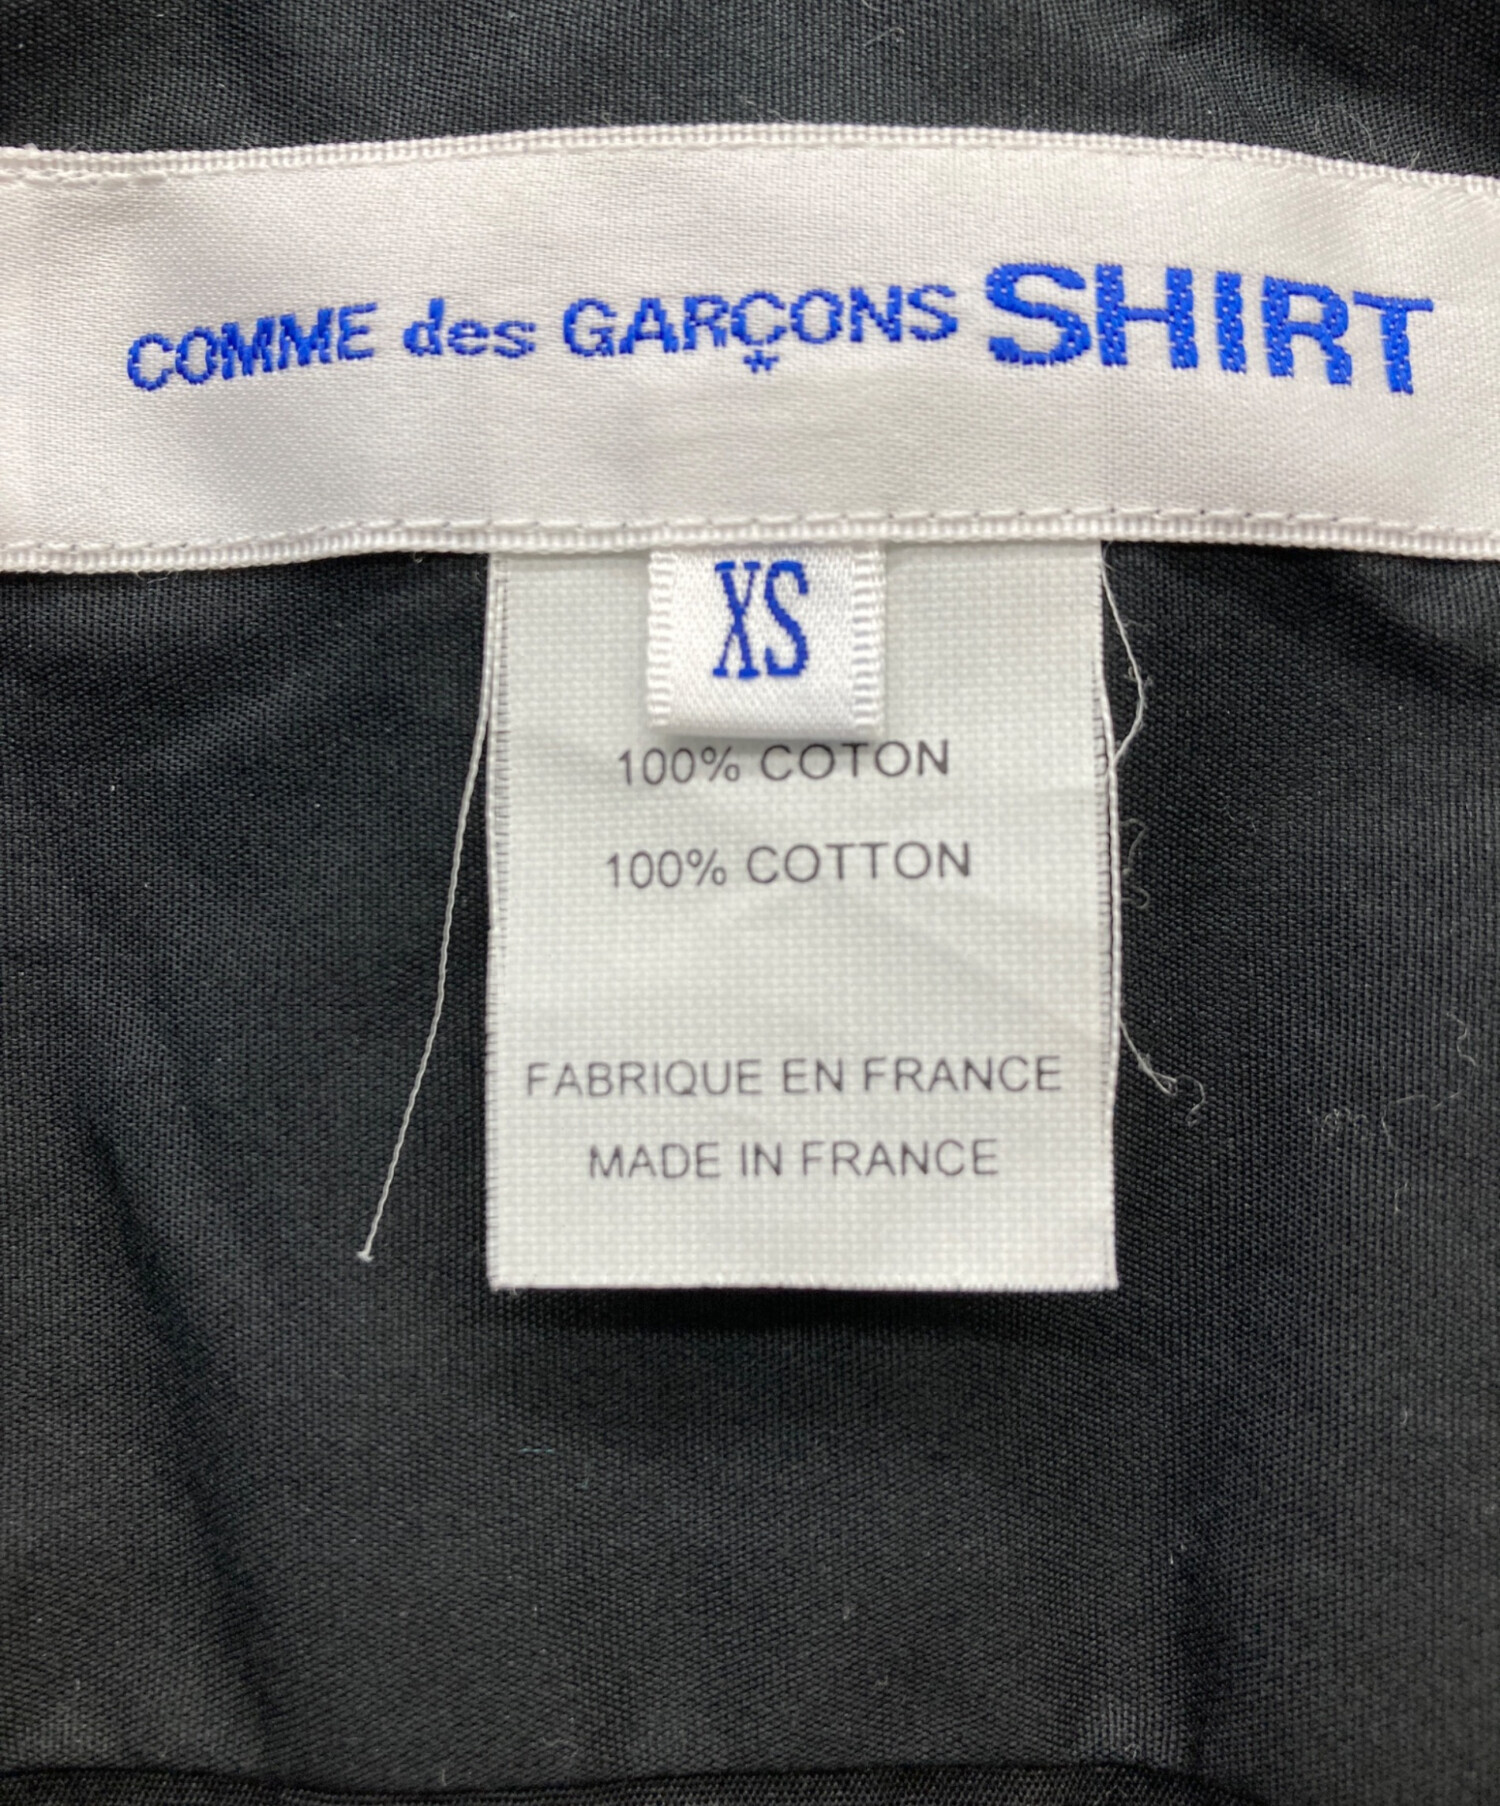 COMME des GARÇONS SHIRT
*
XS
100% COTON
100% COTTON
FABRIQUE EN FRANCE
MADE IN FRANCE